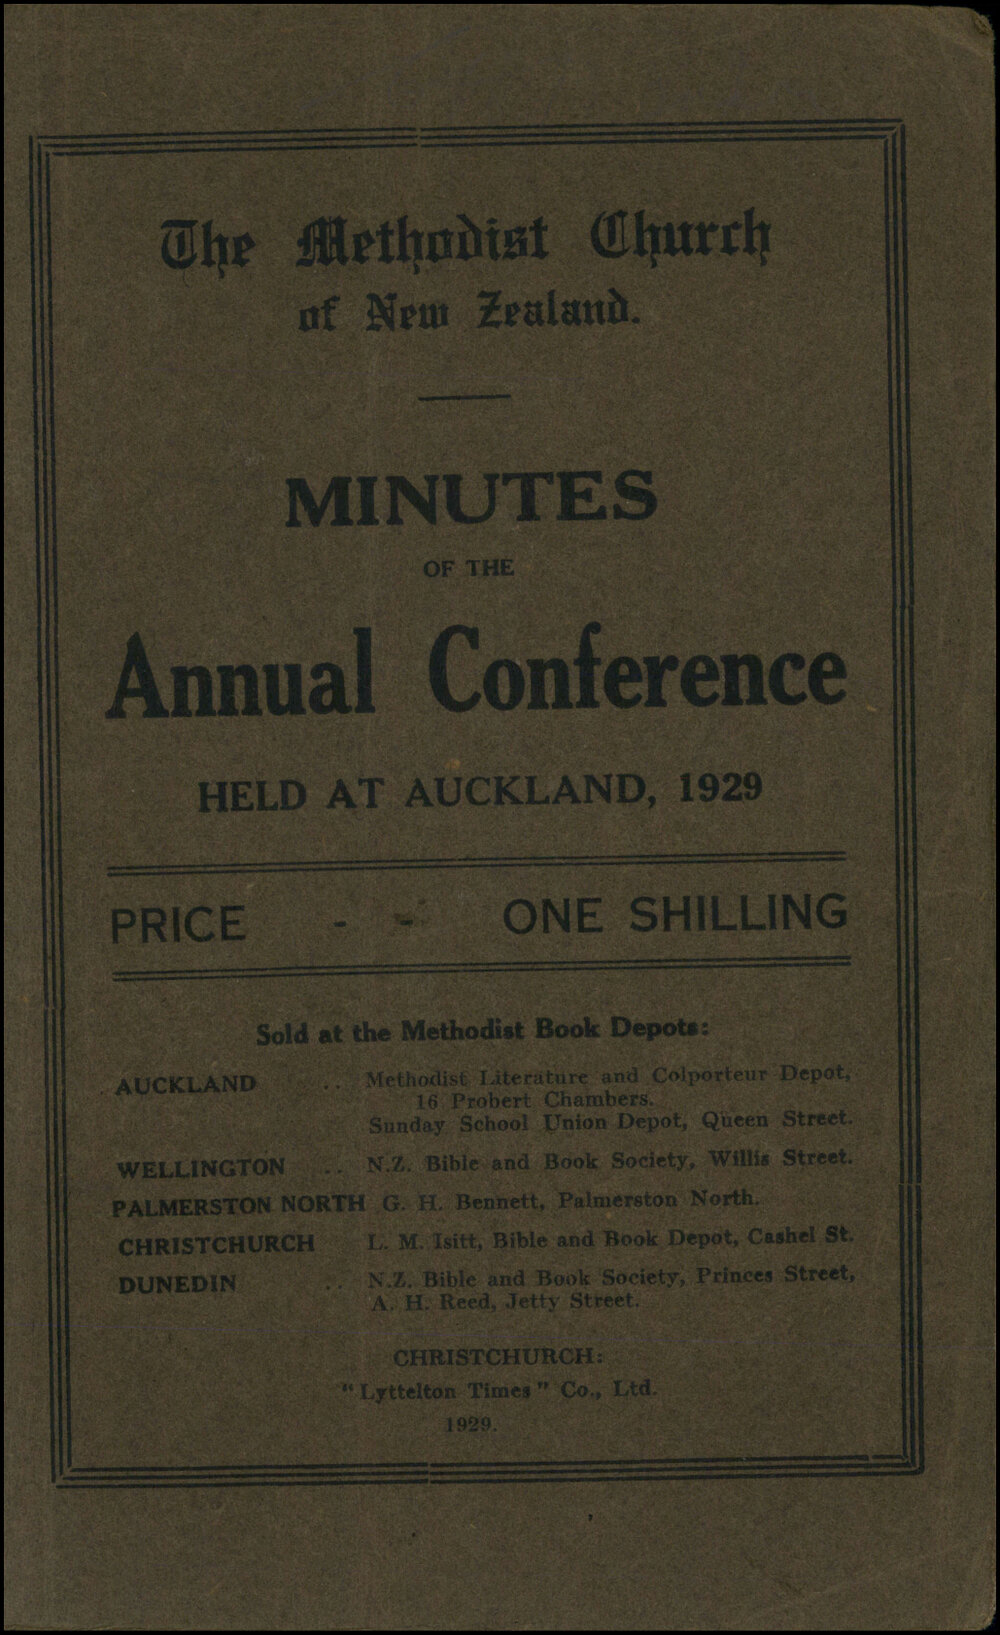 The Methodist Church
of New Zealand.
MINUTES
OF THE
Annual Conference
HELD AT AUCKLAND, 1929
PRICE - - ONE SHILLING
Sold at the Methodist Book Depots:
AUCKLAND .. Methodist Literature and Colporteur Depot,
16 Probert Chambers.
Sunday School Union Depot, Queen Street.
WELLINGTON .. N.Z. Bible and Book Society, Willis Street.
PALMERSTON NORTH G. H. Bennett, Palmerston North.
CHRISTCHURCH L. M. Isitt, Bible and Book Depot, Cashel St.
DUNEDIN .. N.Z. Bible and Book Society, Princes Street,
A. H. Reed, Jetty Street.
CHRISTCHURCH:
"Lyttelton Times" Co., Ltd.
1929.